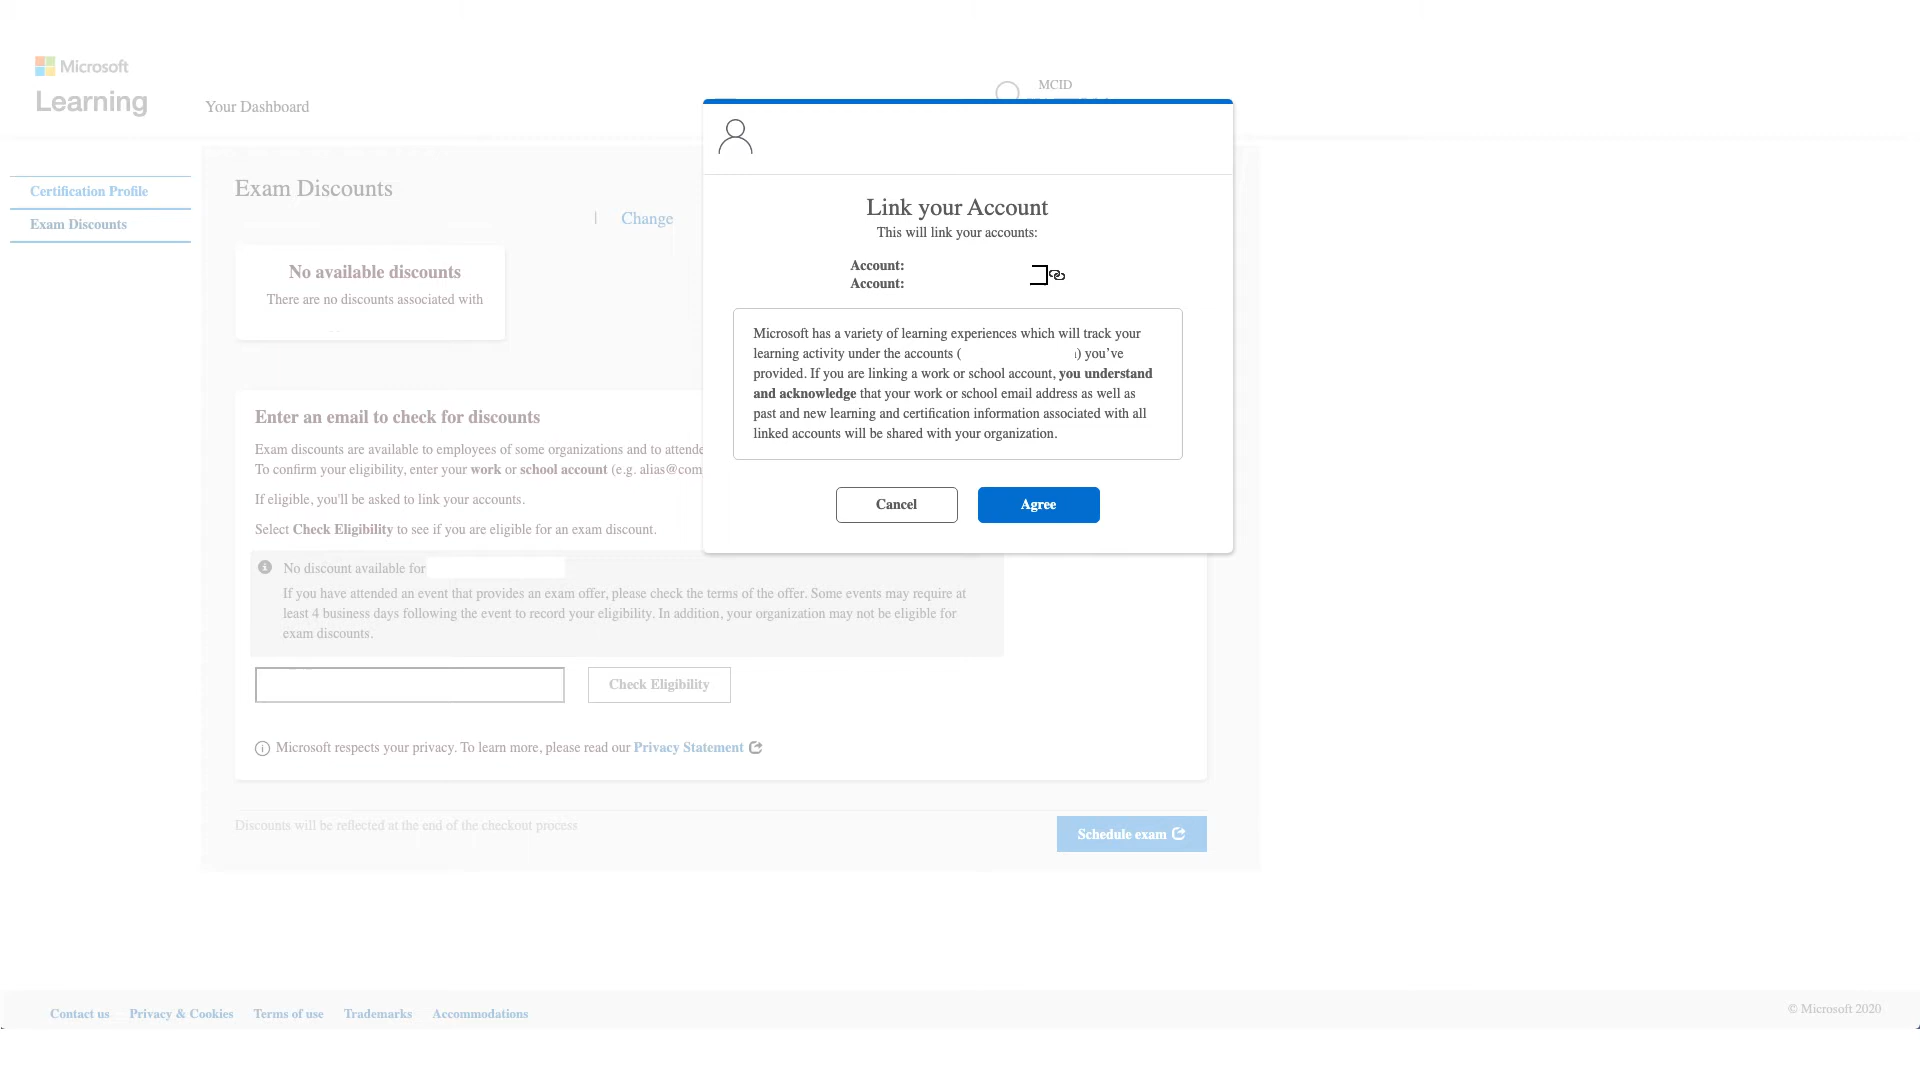 Microsoft
Learning
Your Dashboard
MCID
Certification Profile
Exam Discounts
Exam Discounts
| Change
No available discounts
There are no discounts associated with
Enter an email to check for discounts
Exam discounts are available to employees of some organizations and to attende
To confirm your eligibility, enter your work or school account (e.g. alias@com
If eligible, you'll be asked to link your accounts.
Select Check Eligibility to see if you are eligible for an exam discount.
No discount available for
If you have attended an event that provides an exam offer, please check the terms of the offer. Some events may require at
least 4 business days following the event to record your eligibility. In addition, your organization may not be eligible for
exam discounts.
Check Eligibility
Microsoft respects your privacy. To learn more, please read our Privacy Statement
Discounts will be reflected at the end of the checkout process
Schedule exam
Link your Account
This will link your accounts:
Account:
Account:
Microsoft has a variety of learning experiences which will track your
learning activity under the accounts ( ) you've
provided. If you are linking a work or school account, you understand
and acknowledge that your work or school email address as well as
past and new learning and certification information associated with all
linked accounts will be shared with your organization.
Cancel
Agree
Contact us
Privacy & Cookies
Terms of use
Trademarks
Accommodations
© Microsoft 2020